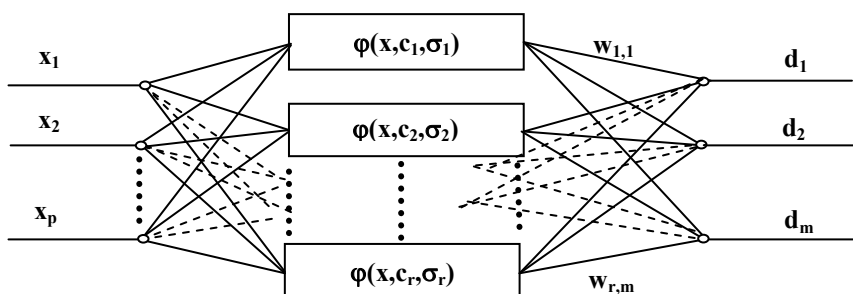 φ(x,c₁,σ₁)
x₁
w₁,₁
d₁
x₂
φ(x,c₂,σ₂)
d₂
xₚ
dₘ
φ(x,cᵣ,σᵣ)
wᵣ,ₘ